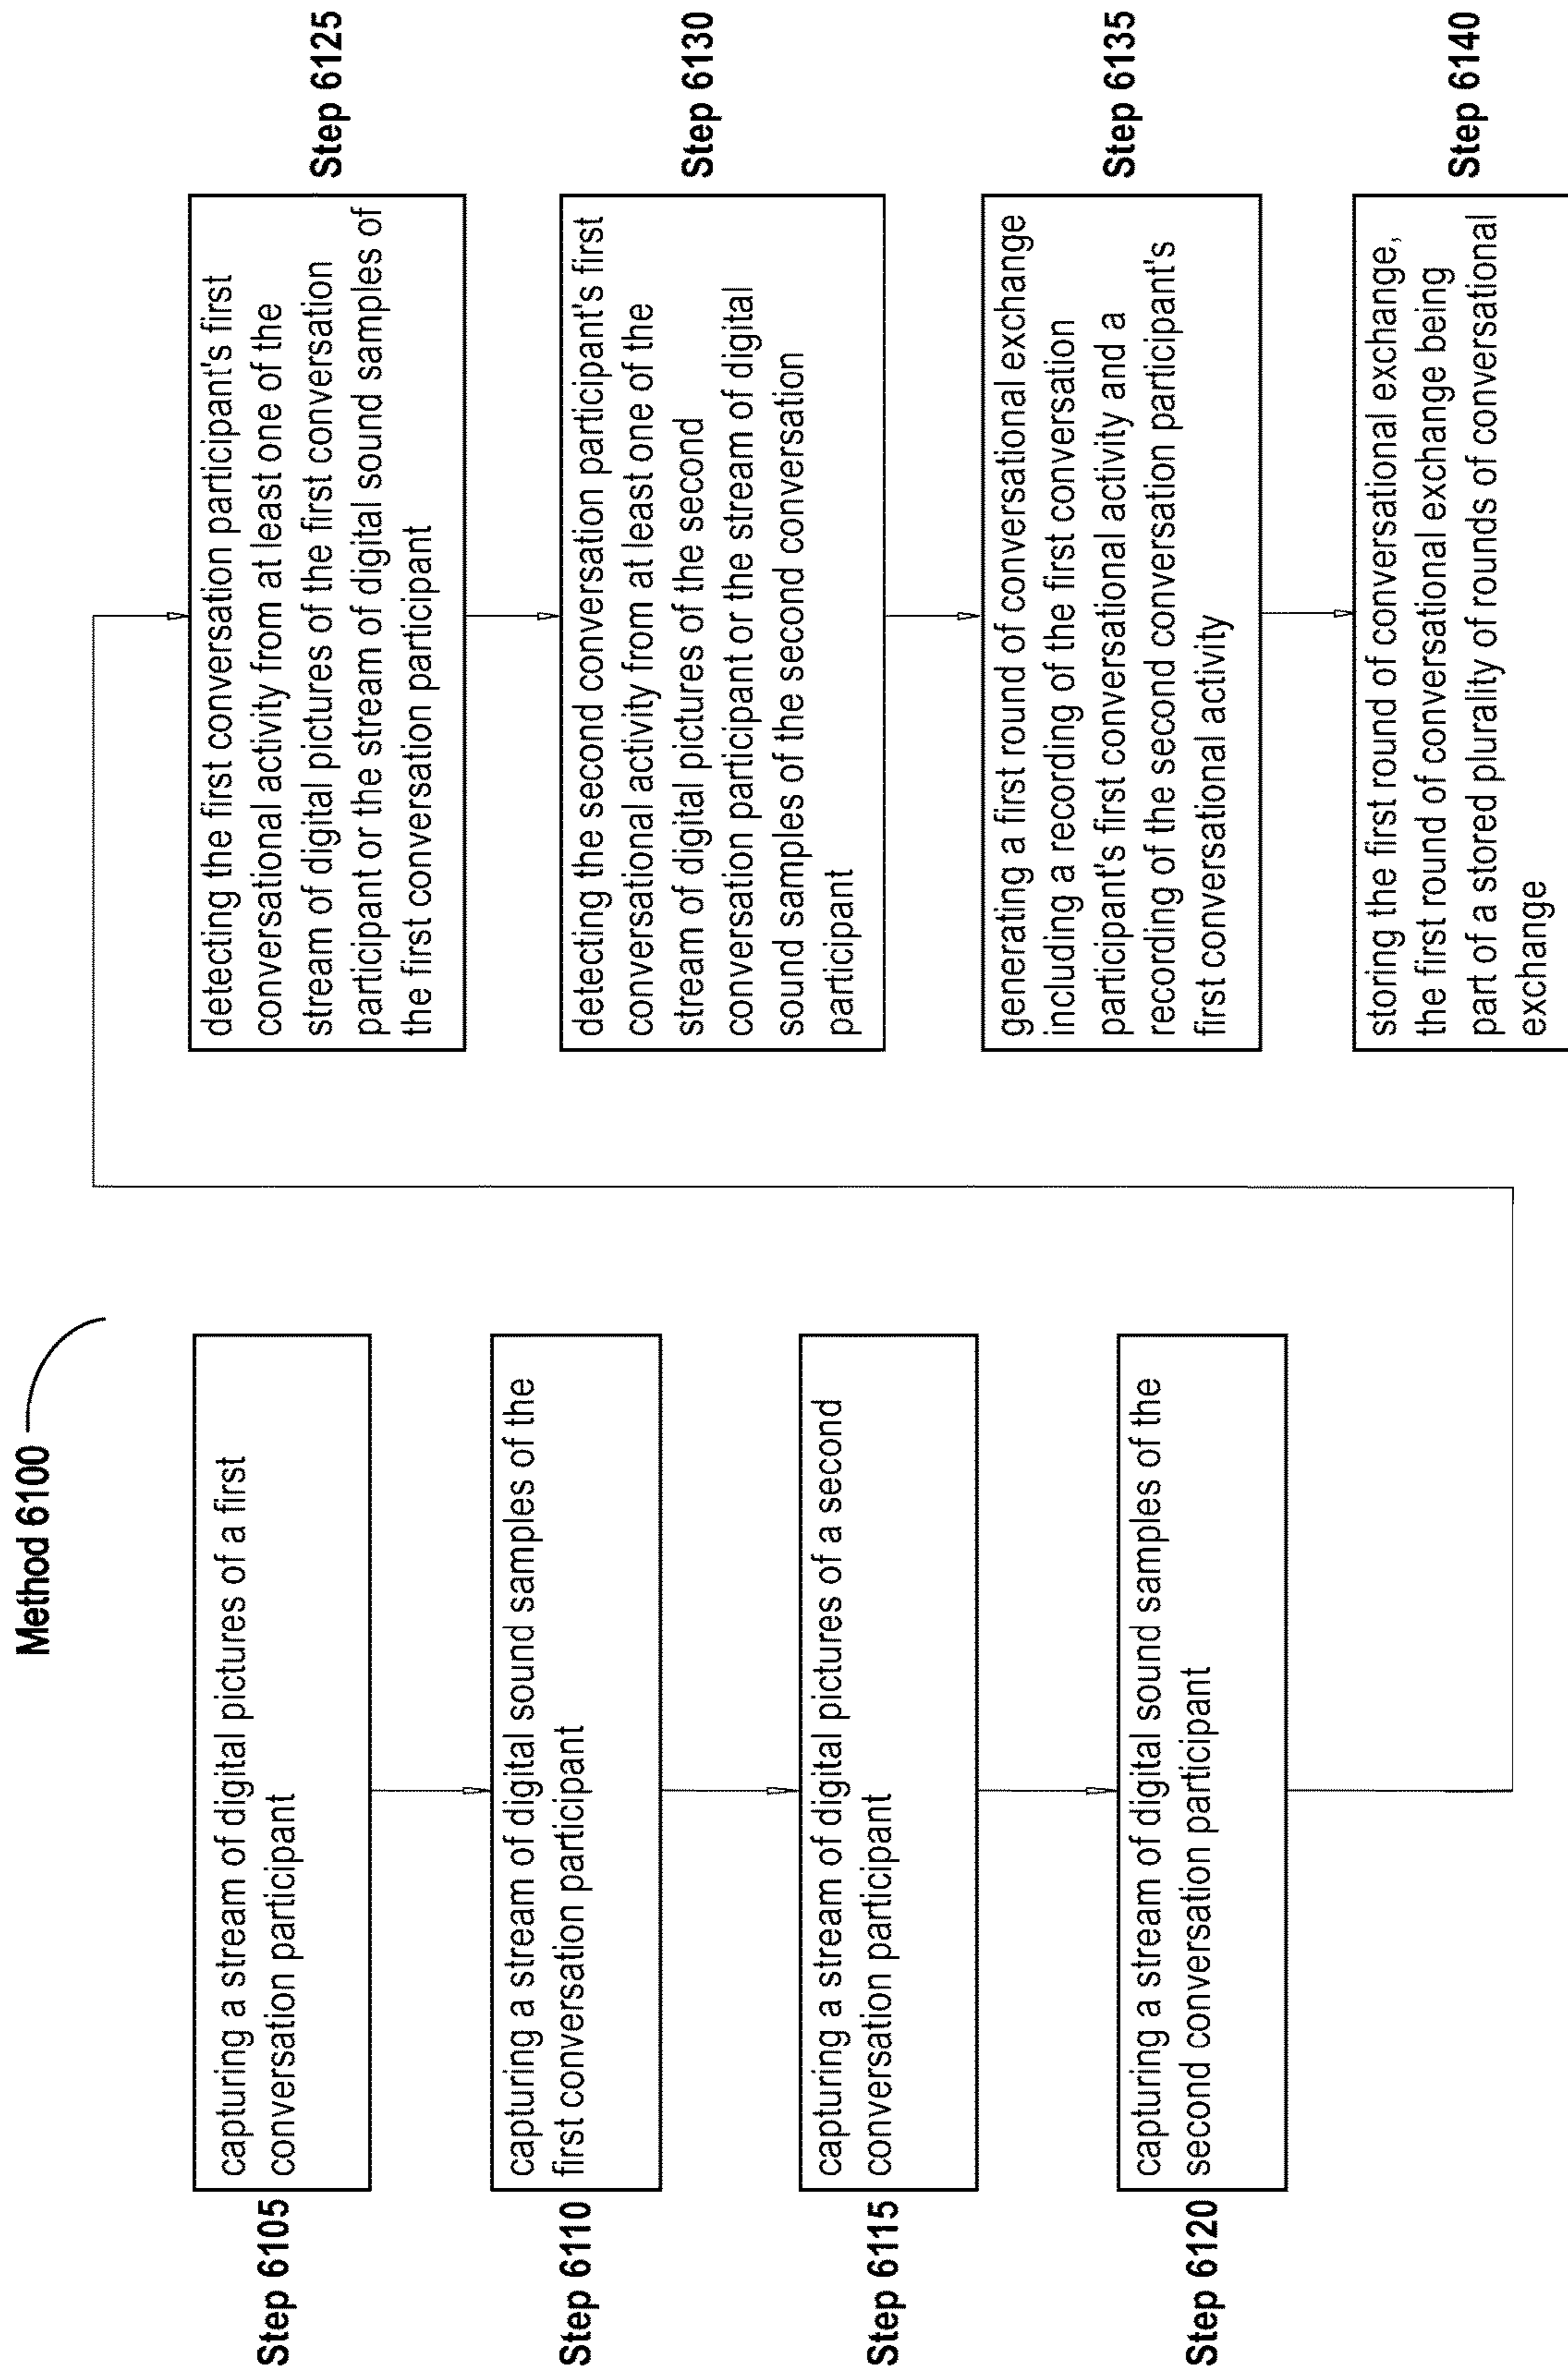 Method 6100
Step 6105
capturing a stream of digital pictures of a first
conversation participant
Step 6110
capturing a stream of digital sound samples of the
first conversation participant
Step 6115
capturing a stream of digital pictures of a second
conversation participant
Step 6120
capturing a stream of digital sound samples of the
second conversation participant
detecting the first conversation participant's first
conversational activity from at least one of the
stream of digital pictures of the first conversation
participant or the stream of digital sound samples of
the first conversation participant
Step 6125
detecting the second conversation participant's first
conversational activity from at least one of the
stream of digital pictures of the second
conversation participant or the stream of digital
sound samples of the second conversation
participant
Step 6130
generating a first round of conversational exchange
including a recording of the first conversation
participant's first conversational activity and a
recording of the second conversation participant's
first conversational activity
Step 6135
storing the first round of conversational exchange,
the first round of conversational exchange being
part of a stored plurality of rounds of conversational
exchange
Step 6140